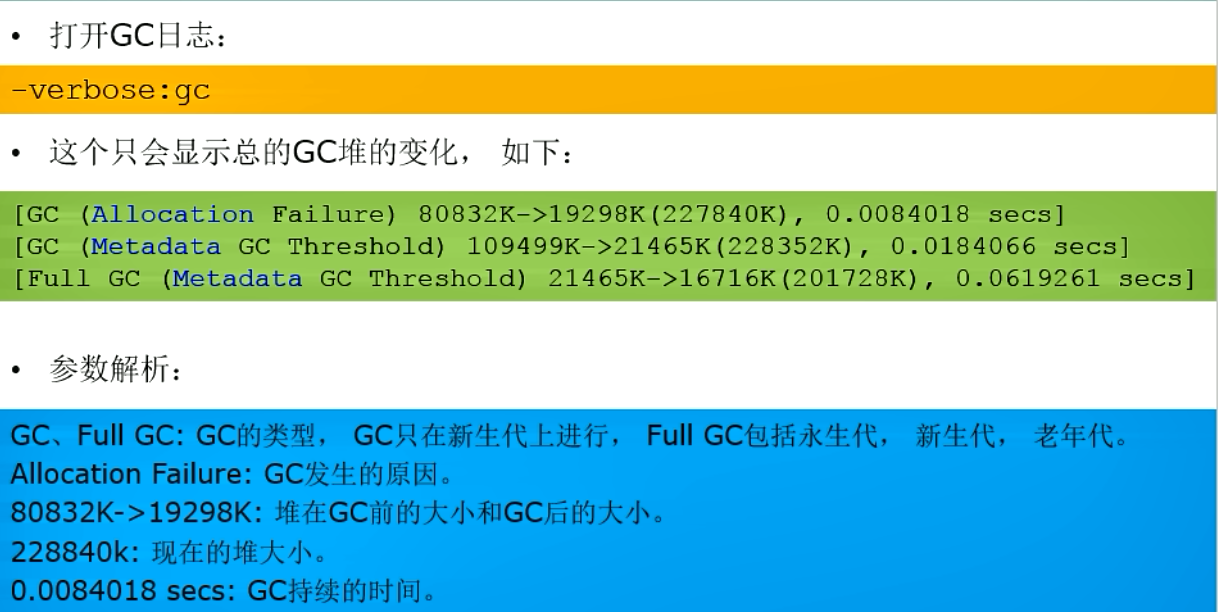 • 打开GC日志：
-verbose:gc
• 这个只会显示总的GC堆的变化， 如下：
[GC (Allocation Failure) 80832K->19298K(227840K), 0.0084018 secs]
[GC (Metadata GC Threshold) 109499K->21465K(228352K), 0.0184066 secs]
[Full GC (Metadata GC Threshold) 21465K->16716K(201728K), 0.0619261 secs]
• 参数解析：
GC、Full GC: GC的类型， GC只在新生代上进行， Full GC包括永生代， 新生代， 老年代。
Allocation Failure: GC发生的原因。
80832K->19298K: 堆在GC前的大小和GC后的大小。
228840k: 现在的堆大小。
0.0084018 secs: GC持续的时间。